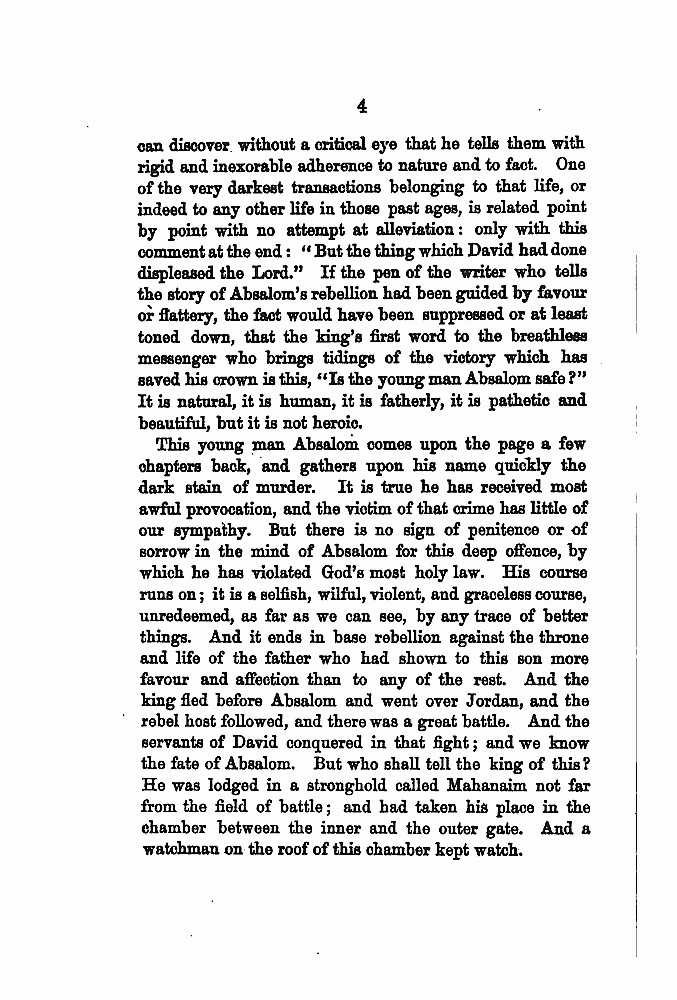 4
can discover without a critical eye that he tells them with
rigid and inexorable adherence to nature and to fact. One
of the very darkest transactions belonging to that life, or
indeed to any other life in those past ages, is related point
by point with no attempt at alleviation: only with this
comment at the end: "But the thing which David had done
displeased the Lord." If the pen of the writer who tells
the story of Absalom's rebellion had been guided by favour
or flattery, the fact would have been suppressed or at least
toned down, that the king's first word to the breathless
messenger who brings tidings of the victory which has
saved his crown is this, "Is the young man Absalom safe?"
It is natural, it is human, it is fatherly, it is pathetic and
beautiful, but it is not heroic.
This young man Absalom comes upon the page a few
chapters back, and gathers upon his name quickly the
dark stain of murder. It is true he has received most
awful provocation, and the victim of that crime has little of
our sympathy. But there is no sign of penitence or of
sorrow in the mind of Absalom for this deep offence, by
which he has violated God's most holy law. His course
runs on; it is a selfish, wilful, violent, and graceless course,
unredeemed, as far as we can see, by any trace of better
things. And it ends in base rebellion against the throne
and life of the father who had shown to this son more
favour and affection than to any of the rest. And the
king fled before Absalom and went over Jordan, and the
rebel host followed, and there was a great battle. And the
servants of David conquered in that fight; and we know
the fate of Absalom. But who shall tell the king of this?
He was lodged in a stronghold called Mahanaim not far
from the field of battle; and had taken his place in the
chamber between the inner and the outer gate. And a
watchman on the roof of this chamber kept watch.